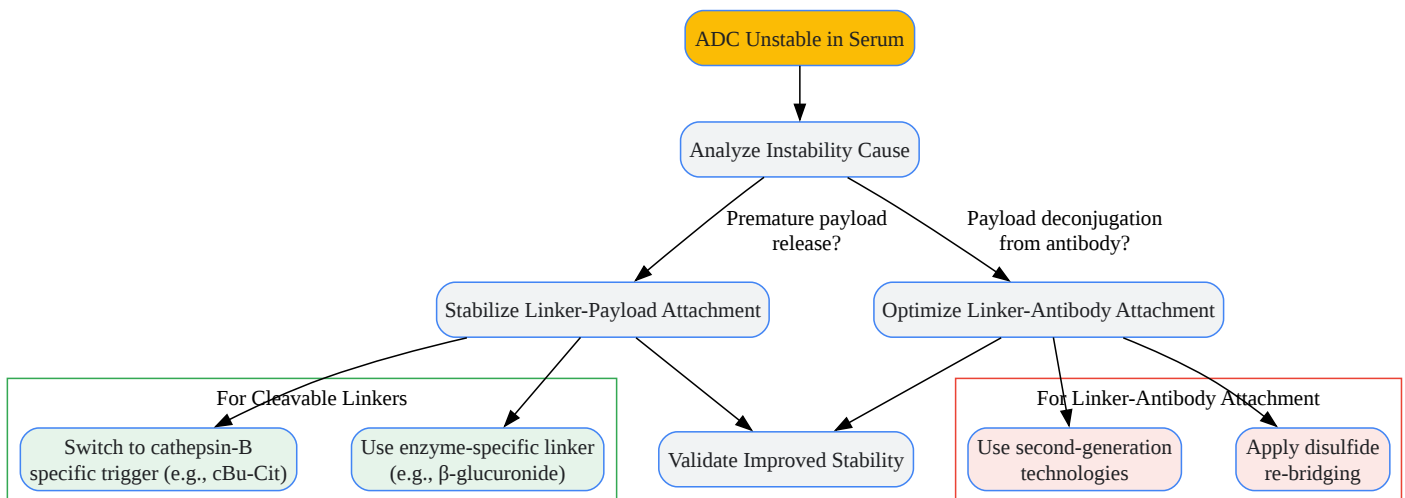 ADC Unstable in Serum
Analyze Instability Cause
Premature payload
release?
Payload deconjugation
from antibody?
Stabilize Linker-Payload Attachment
Optimize Linker-Antibody Attachment
For Cleavable Linkers
For Linker-Antibody Attachment
Switch to cathepsin-B
specific trigger (e.g., cBu-Cit)
Use enzyme-specific linker
(e.g., β-glucuronide)
Validate Improved Stability
Use second-generation
technologies
Apply disulfide
re-bridging